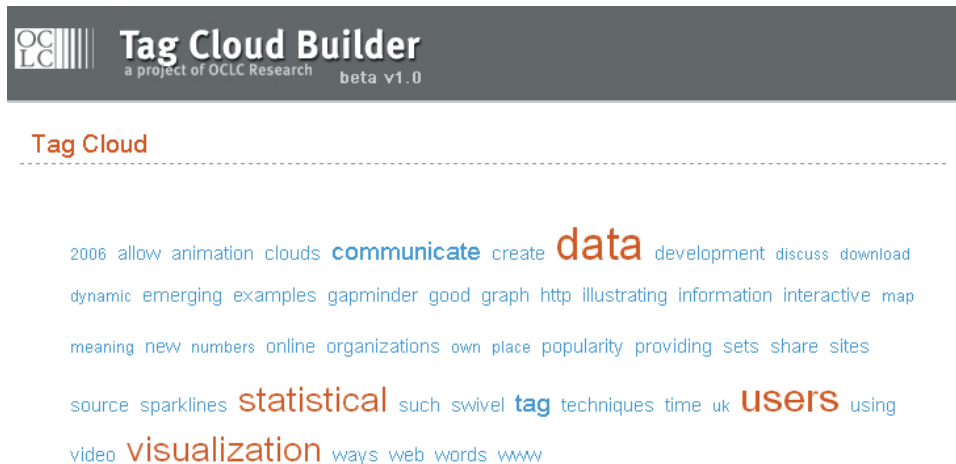 OC
LC
Tag Cloud Builder
a project of OCLC Research
beta v1.0
Tag Cloud
2006 allow animation clouds communicate create data development discuss download
dynamic emerging examples gapminder good graph http illustrating information interactive map
meaning new numbers online organizations own place popularity providing sets share sites
source sparklines statistical such swivel tag techniques time uk users using
video visualization ways web words www